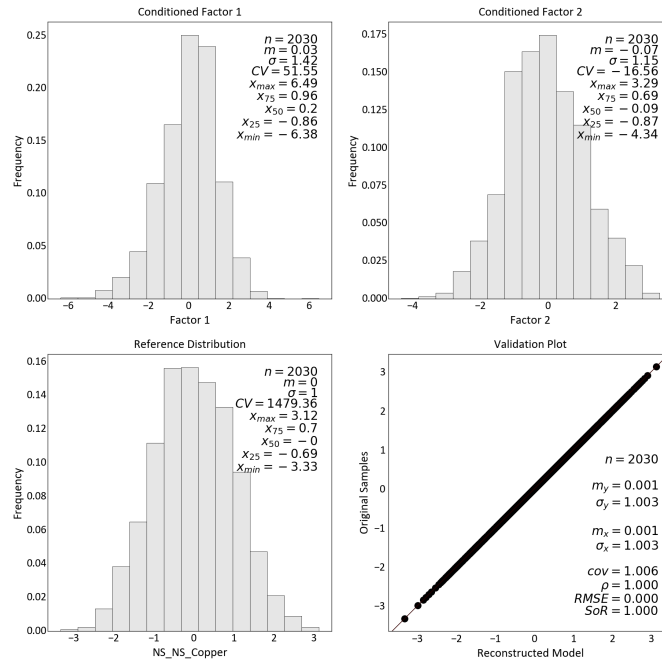 Conditioned Factor 1
Frequency
0.25
0.20
0.15
0.10
0.05
0.00
n = 2030
m = 0.03
σ = 1.42
CV = 51.55
x_max = 6.49
x_75 = 0.96
x_50 = 0.2
x_25 = − 0.86
x_min = − 6.38
−6 −4 −2 0 2 4 6
Factor 1
Conditioned Factor 2
Frequency
0.175
0.150
0.125
0.100
0.075
0.050
0.025
0.000
n = 2030
m = − 0.07
σ = 1.15
CV = − 16.56
x_max = 3.29
x_75 = 0.69
x_50 = − 0.09
x_25 = − 0.87
x_min = − 4.34
−4 −2 0 2
Factor 2
Reference Distribution
Frequency
0.16
0.14
0.12
0.10
0.08
0.06
0.04
0.02
0.00
n = 2030
m = 0
σ = 1
CV = 1479.36
x_max = 3.12
x_75 = 0.7
x_50 = − 0
x_25 = − 0.69
x_min = − 3.33
−3 −2 −1 0 1 2 3
NS_NS_Copper
Validation Plot
Original Samples
3
2
1
0
−1
−2
−3
n = 2030
m_y = 0.001
σ_y = 1.003
m_x = 0.001
σ_x = 1.003
cov = 1.006
ρ = 1.000
RMSE = 0.000
SoR = 1.000
−3 −2 −1 0 1 2 3
Reconstructed Model